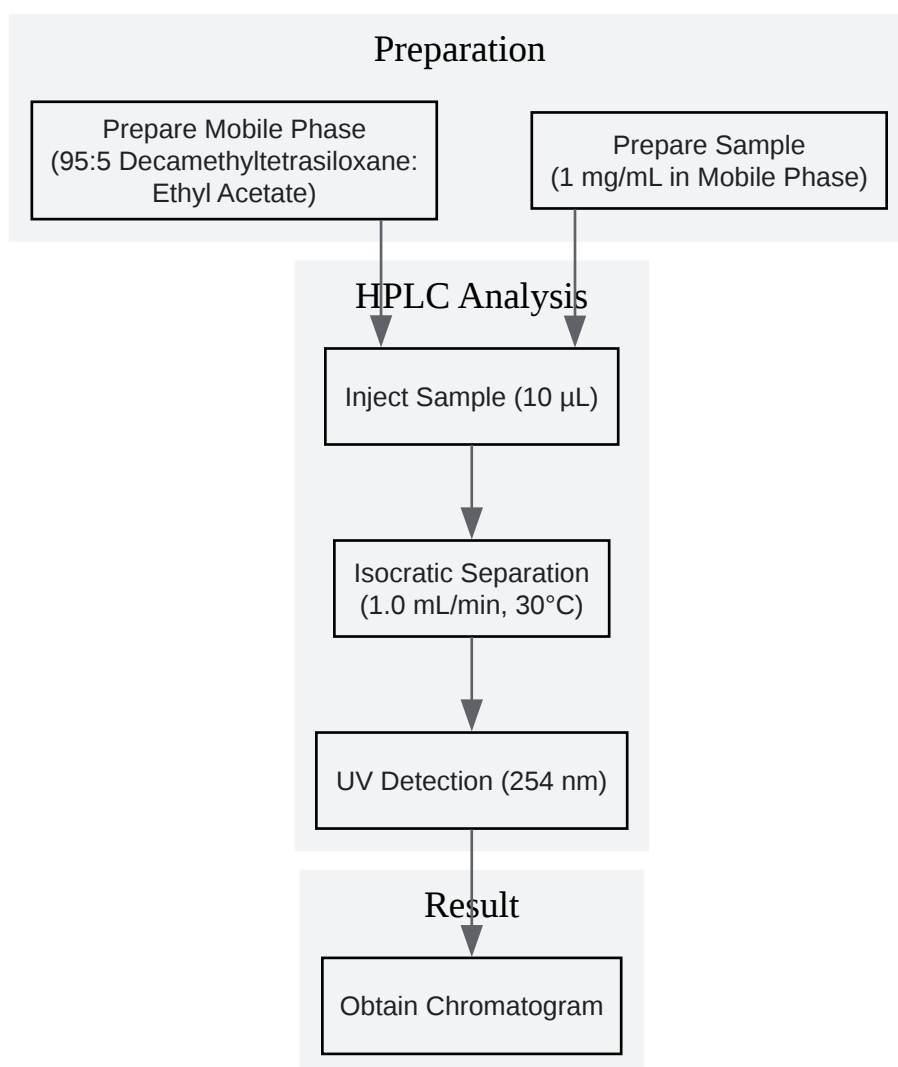 Preparation
Prepare Mobile Phase
(95:5 Decamethyltetrasiloxane:
Ethyl Acetate)
Prepare Sample
(1 mg/mL in Mobile Phase)
HPLC Analysis
Inject Sample (10 µL)
Isocratic Separation
(1.0 mL/min, 30°C)
UV Detection (254 nm)
Result
Obtain Chromatogram